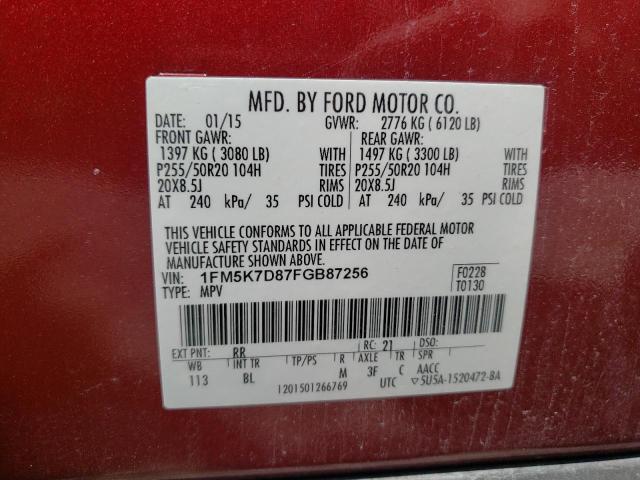 MFD. BY FORD MOTOR CO.
DATE: 01/15 GVWR: 2776 KG ( 6120 LB)
FRONT GAWR: REAR GAWR:
1397 KG ( 3080 LB) WITH 1497 KG ( 3300 LB) WITH
P255/50R20 104H TIRES P255/50R20 104H TIRES
20X8.5J RIMS 20X8.5J RIMS
AT 240 kPa/ 35 PSI COLD AT 240 kPa/ 35 PSI COLD
THIS VEHICLE CONFORMS TO ALL APPLICABLE FEDERAL MOTOR
VEHICLE SAFETY STANDARDS IN EFFECT ON THE DATE OF
MANUFACTURE SHOWN ABOVE.
VIN: 1FM5K7D87FGB87256 F0228
TYPE: MPV T0130
EXT PNT: RR RC: 21 DSO:
WB INT TR TP/PS R AXLE TR SPR
113 BL M 3F C AACC
1201501266769 UTC ▽5U5A-1520472-BA